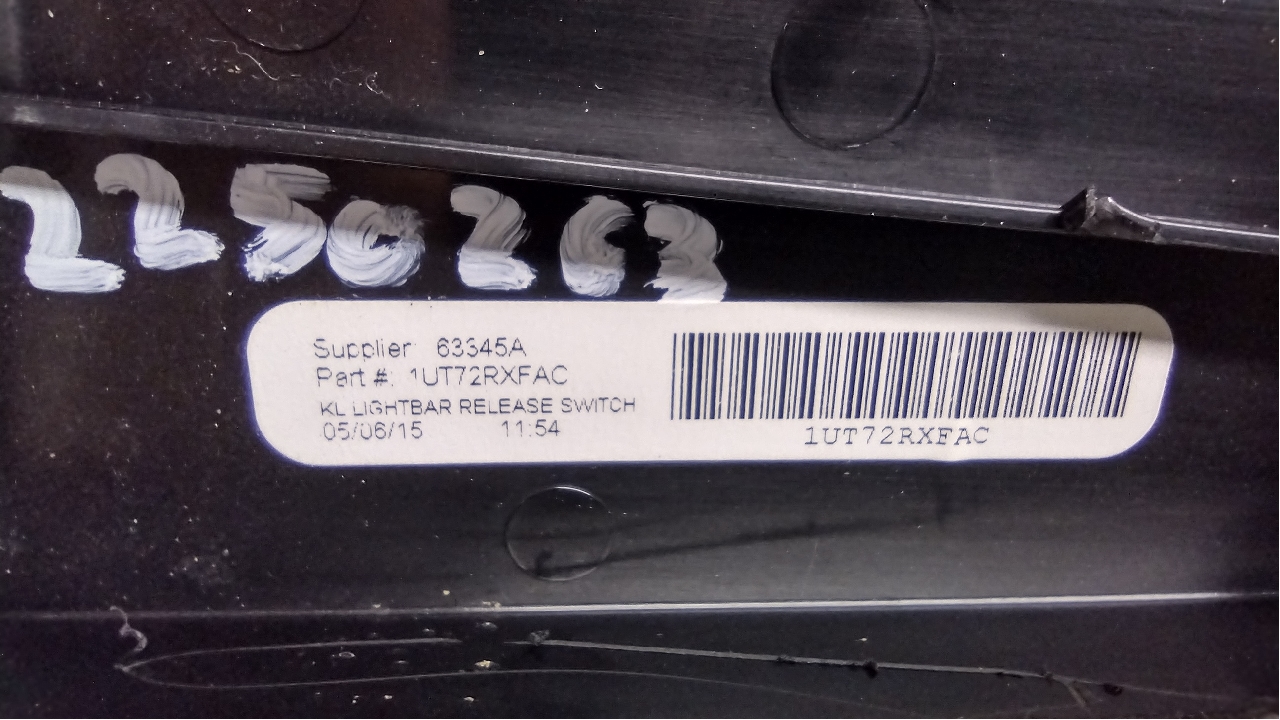 2250263
Supplier: 63345A
Part #: 1UT72RXFAC
KL LIGHTBAR RELEASE SWITCH
05/06/15 11:54
1UT72RXFAC